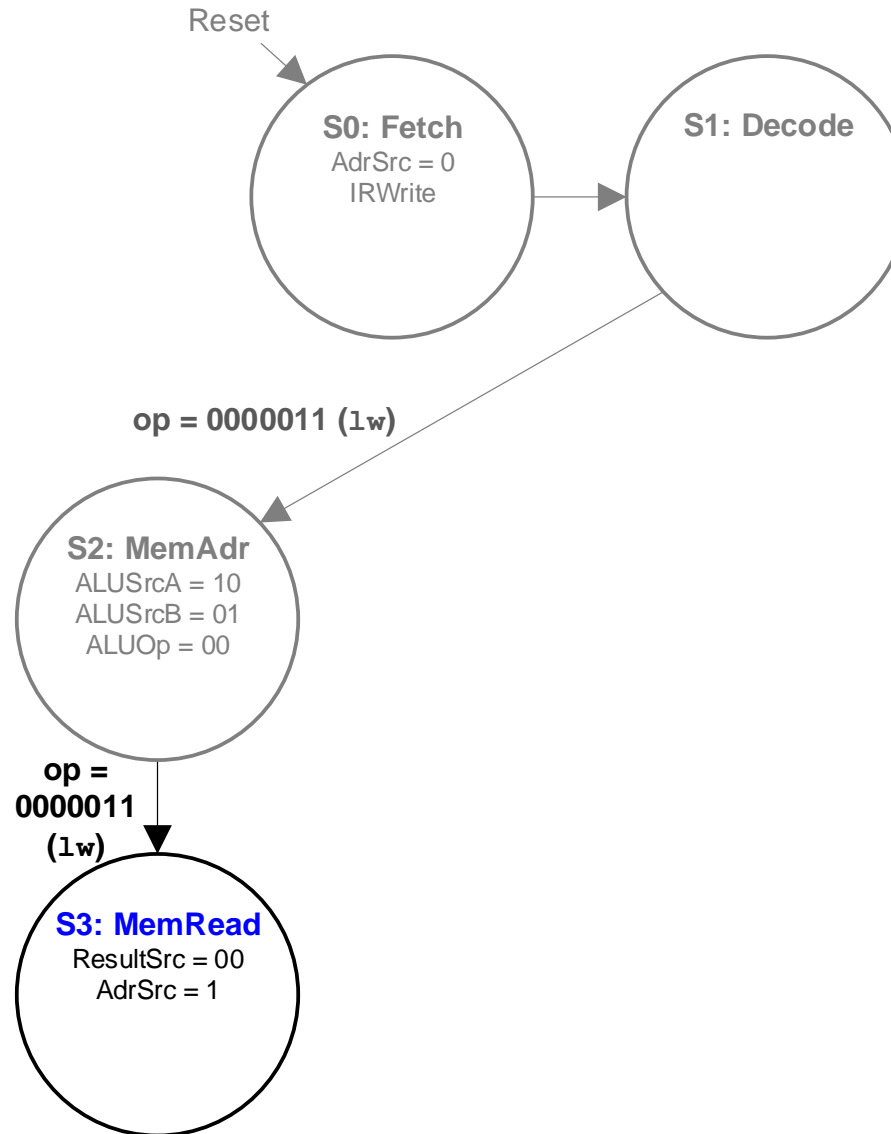 Reset
S0: Fetch
AdrSrc = 0
IRWrite
S1: Decode
op = 0000011 (lw)
S2: MemAdr
ALUSrcA = 10
ALUSrcB = 01
ALUOp = 00
op =
0000011
(lw)
S3: MemRead
ResultSrc = 00
AdrSrc = 1